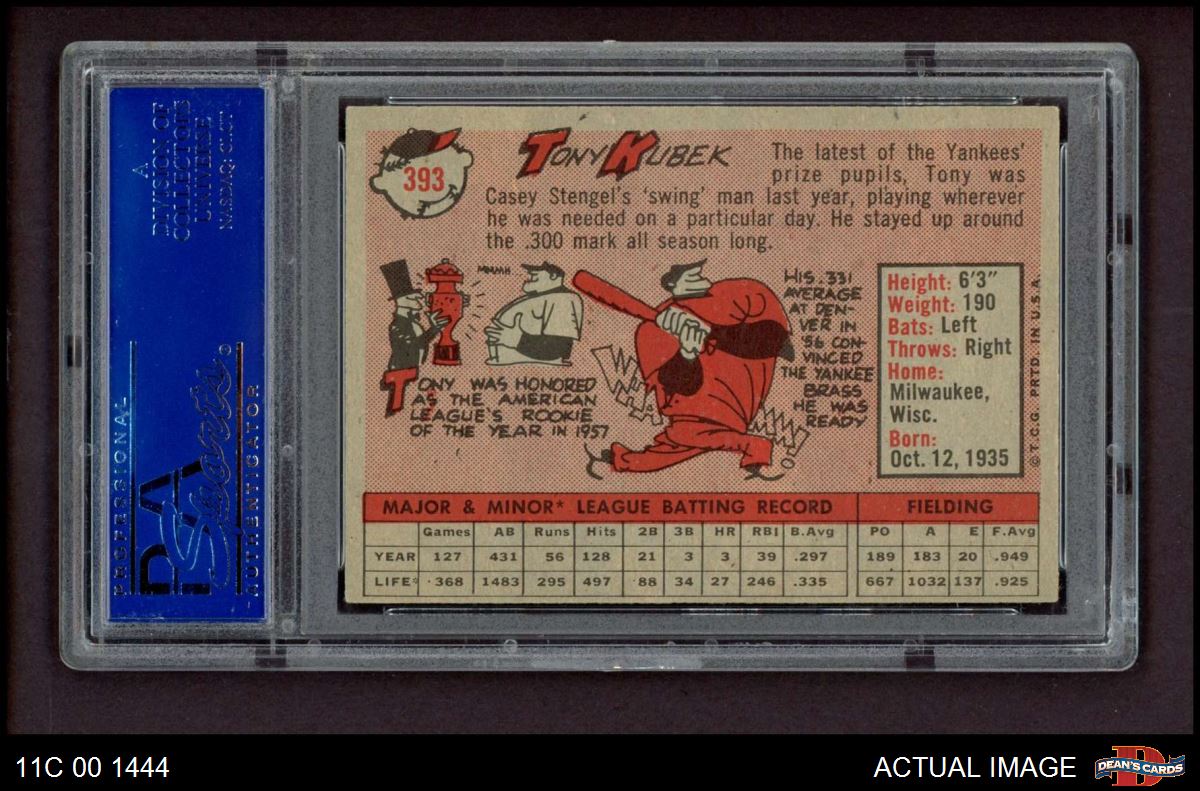 A
DIVISION OF
COLLECTORS
UNIVERSE
NASDAQ: CLCT
PROFESSIONAL
PSA
Sports
AUTHENTICATOR
393
TONY KUBEK
The latest of the Yankees'
prize pupils, Tony was
Casey Stengel's 'swing' man last year, playing wherever
he was needed on a particular day. He stayed up around
the .300 mark all season long.
MMMH
TONY WAS HONORED
AS THE AMERICAN
LEAGUE'S ROOKIE
OF THE YEAR IN 1957
HIS .331
AVERAGE
AT DEN-
VER IN
'56 CON-
VINCED
THE YANKEE
BRASS
HE WAS
READY
Height: 6'3"
Weight: 190
Bats: Left
Throws: Right
Home:
Milwaukee,
Wisc.
Born:
Oct. 12, 1935
© T.C.G. PRTD. IN U.S.A.
MAJOR & MINOR* LEAGUE BATTING RECORD FIELDING
Games AB Runs Hits 2B 3B HR RBI B.Avg PO A E F.Avg
YEAR 127 431 56 128 21 3 3 39 .297 189 183 20 .949
LIFE* 368 1483 295 497 88 34 27 246 .335 667 1032 137 .925
11C 00 1444
ACTUAL IMAGE
D
DEAN'S CARDS